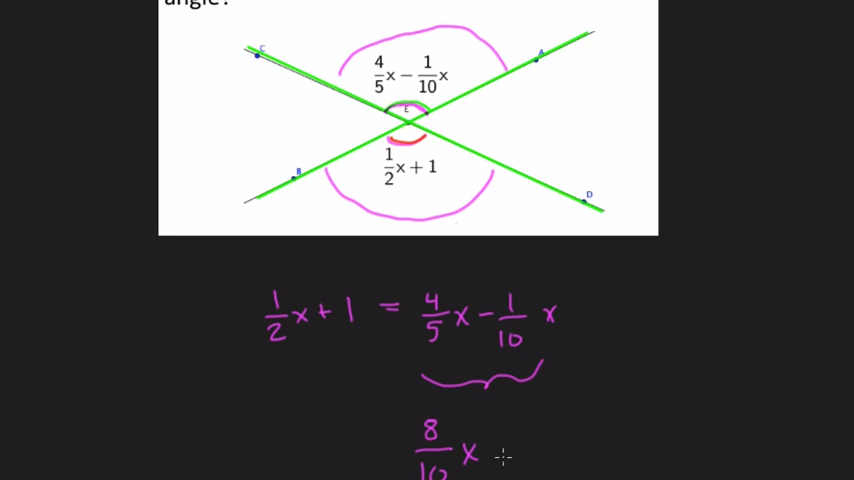 angle?
C
A
4/5x − 1/10x
E
1/2x + 1
B
D
1/2x + 1 = 4/5x − 1/10x
8/10x